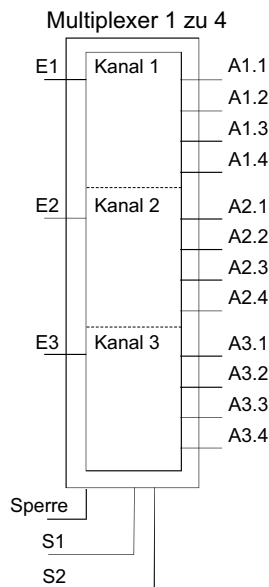 Multiplexer 1 zu 4
E1 Kanal 1 A1.1
A1.2
A1.3
A1.4
E2 Kanal 2 A2.1
A2.2
A2.3
A2.4
E3 Kanal 3 A3.1
A3.2
A3.3
A3.4
Sperre
S1
S2